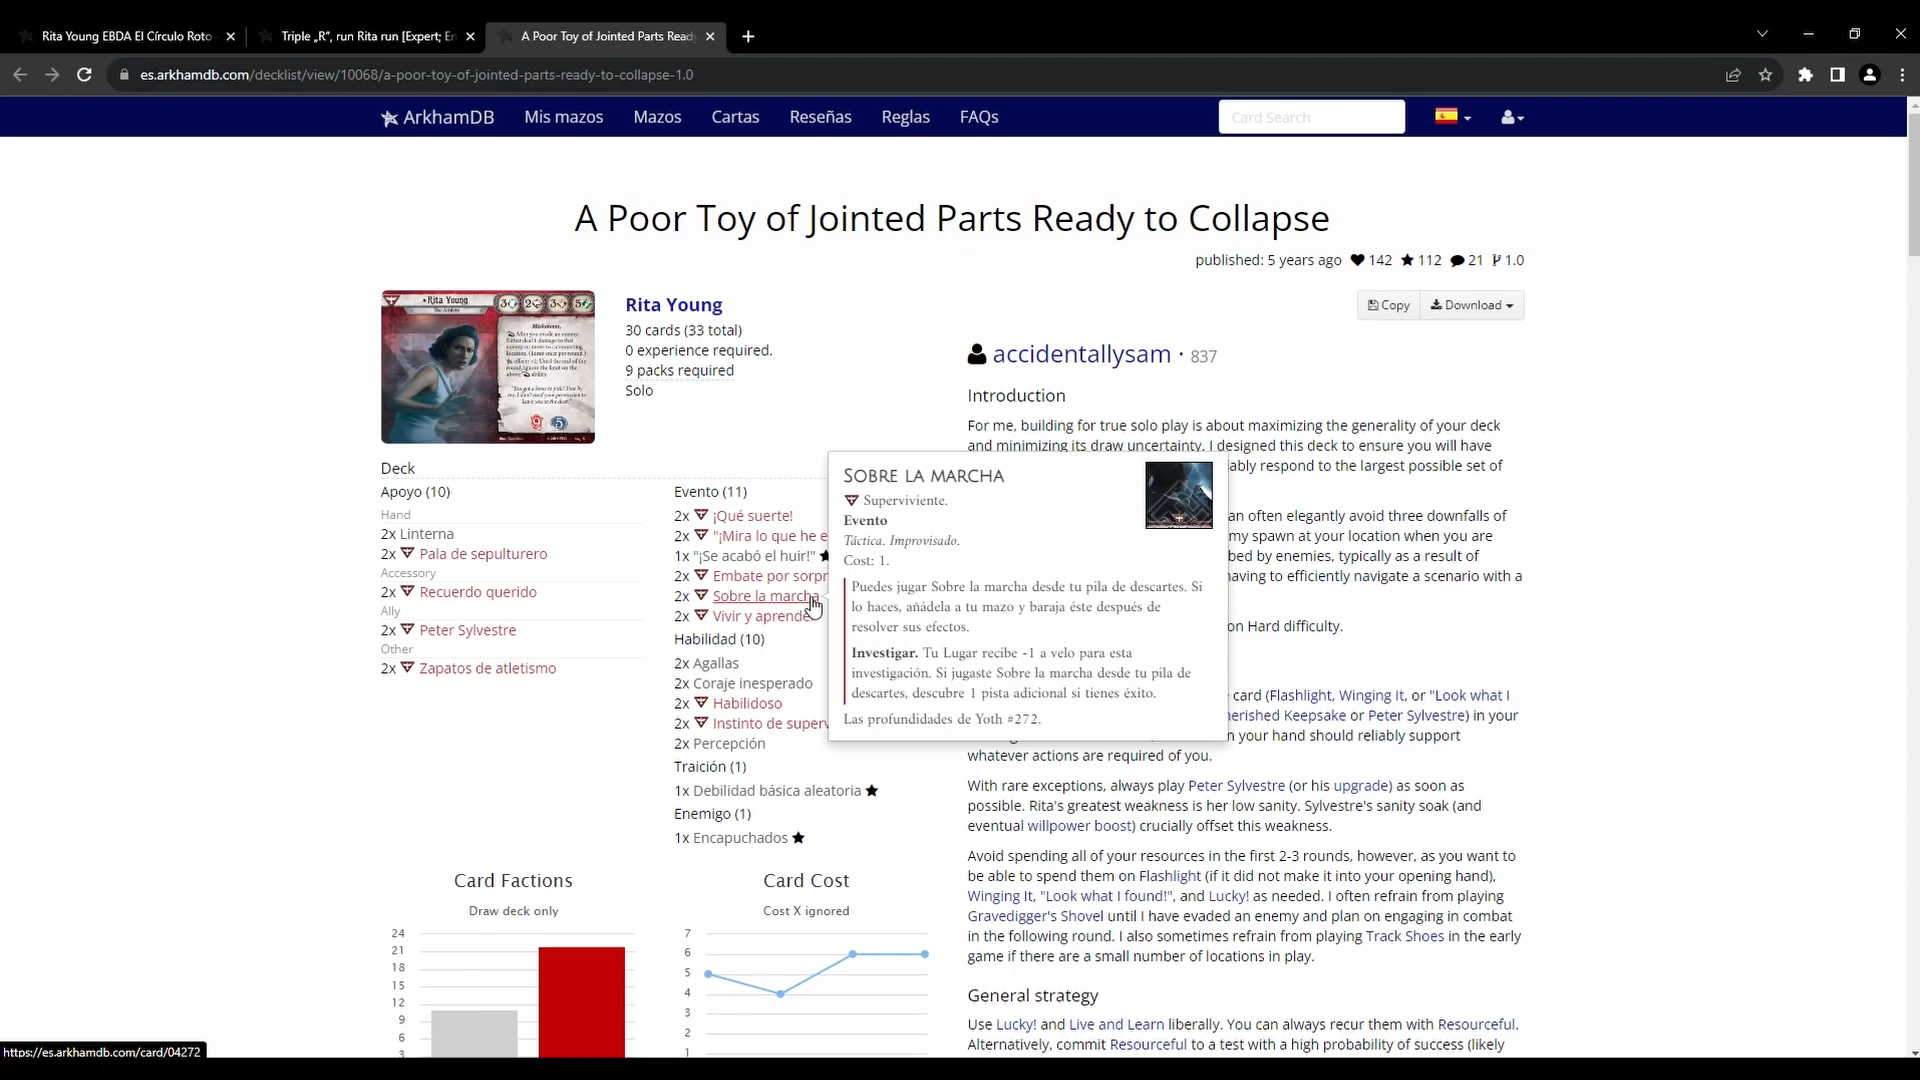 Rita Young EBDA El Círculo Roto
Triple „R”, run Rita run [Expert; En
A Poor Toy of Jointed Parts Ready
es.arkhamdb.com/decklist/view/10068/a-poor-toy-of-jointed-parts-ready-to-collapse-1.0
ArkhamDB Mis mazos Mazos Cartas Reseñas Reglas FAQs Card Search
A Poor Toy of Jointed Parts Ready to Collapse
published: 5 years ago 142 112 21 1.0
Rita Young
30 cards (33 total)
0 experience required.
9 packs required
Solo
Copy Download
accidentallysam · 837
Introduction
For me, building for true solo play is about maximizing the generality of your deck
and minimizing its draw uncertainty. I designed this deck to ensure you will have
ably respond to the largest possible set of
an often elegantly avoid three downfalls of
my spawn at your location when you are
bed by enemies, typically as a result of
having to efficiently navigate a scenario with a
on Hard difficulty.
card (Flashlight, Winging It, or "Look what I
herished Keepsake or Peter Sylvestre) in your
n your hand should reliably support
whatever actions are required of you.
With rare exceptions, always play Peter Sylvestre (or his upgrade) as soon as
possible. Rita's greatest weakness is her low sanity. Sylvestre's sanity soak (and
eventual willpower boost) crucially offset this weakness.
Avoid spending all of your resources in the first 2-3 rounds, however, as you want to
be able to spend them on Flashlight (if it did not make it into your opening hand),
Winging It, "Look what I found!", and Lucky! as needed. I often refrain from playing
Gravedigger's Shovel until I have evaded an enemy and plan on engaging in combat
in the following round. I also sometimes refrain from playing Track Shoes in the early
game if there are a small number of locations in play.
General strategy
Use Lucky! and Live and Learn liberally. You can always recur them with Resourceful.
Alternatively, commit Resourceful to a test with a high probability of success (likely
Deck
Apoyo (10)
Hand
2x Linterna
2x Pala de sepulturero
Accessory
2x Recuerdo querido
Ally
2x Peter Sylvestre
Other
2x Zapatos de atletismo
Evento (11)
2x ¡Qué suerte!
2x "¡Mira lo que he e
1x "¡Se acabó el huir!"
2x Embate por sorpr
2x Sobre la marcha
2x Vivir y aprende
Habilidad (10)
2x Agallas
2x Coraje inesperado
2x Habilidoso
2x Instinto de superv
2x Percepción
Traición (1)
1x Debilidad básica aleatoria
Enemigo (1)
1x Encapuchados
SOBRE LA MARCHA
Superviviente.
Evento
Táctica. Improvisado.
Cost: 1.
Puedes jugar Sobre la marcha desde tu pila de descartes. Si
lo haces, añádela a tu mazo y baraja éste después de
resolver sus efectos.
Investigar. Tu Lugar recibe -1 a velo para esta
investigación. Si jugaste Sobre la marcha desde tu pila de
descartes, descubre 1 pista adicional si tienes éxito.
Las profundidades de Yoth #272.
Card Factions
Draw deck only
24
21
18
15
12
9
6
3
Card Cost
Cost X ignored
7
6
5
4
3
2
1
https://es.arkhamdb.com/card/04272